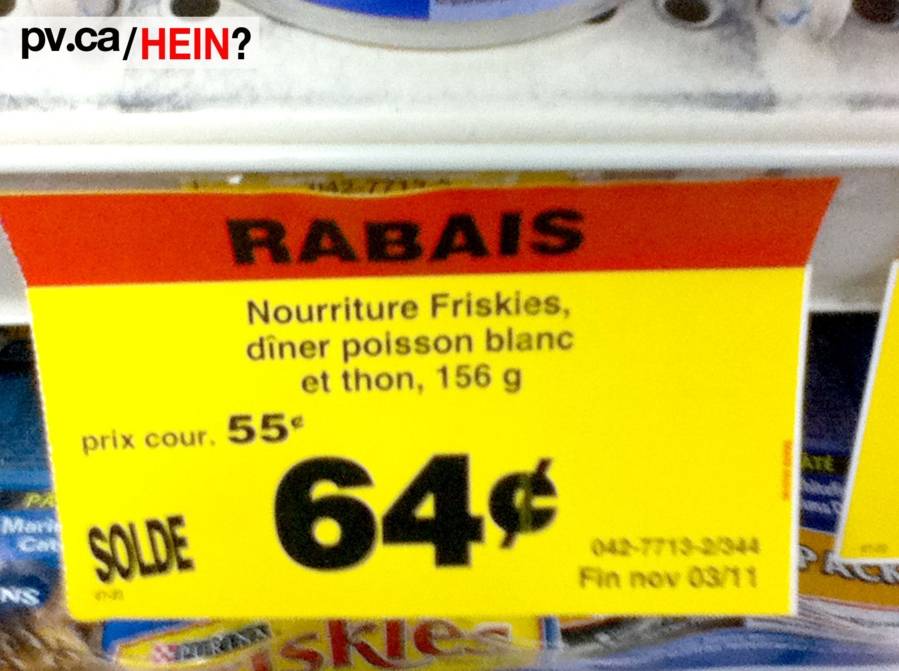 pv.ca/HEIN?
RABAIS
Nourriture Friskies,
dîner poisson blanc
et thon, 156 g
prix cour. 55¢
64¢
SOLDE
042-7713-2/344
Fin nov 03/11
PURINA
Friskies